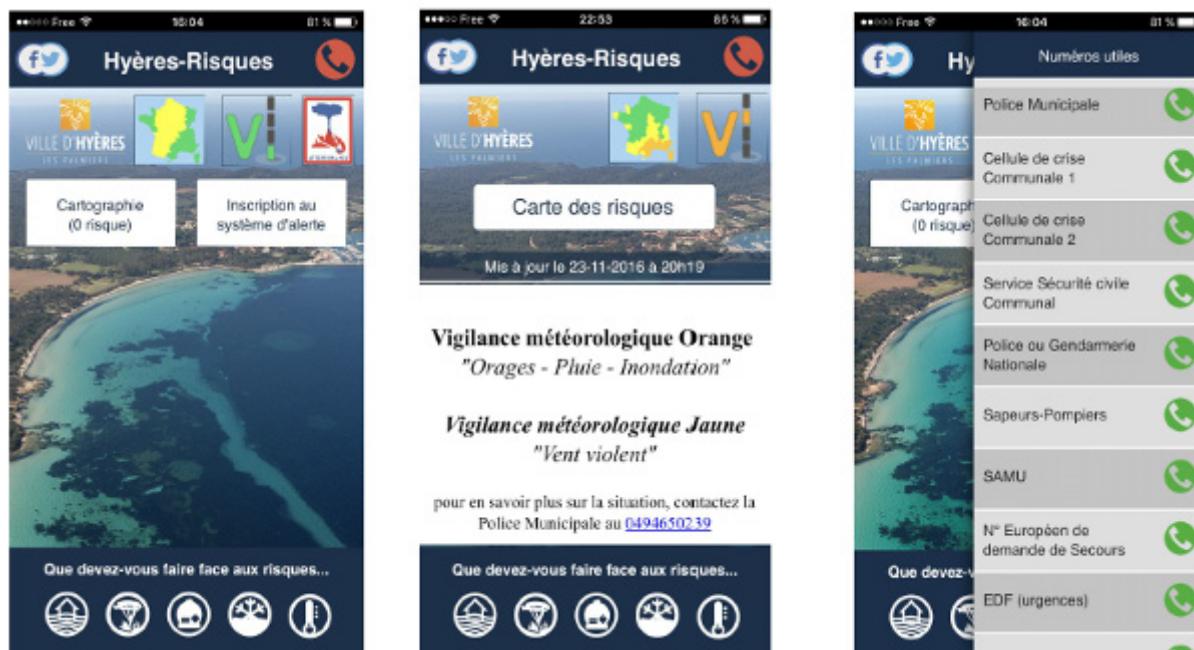 Free 16:04 81 %
Hyères-Risques
VILLE D'HYÈRES
LES PALMIERS
Vi
Cartographie
(0 risque)
Inscription au
système d'alerte
Que devez-vous faire face aux risques...
Free 22:53 86 %
Hyères-Risques
VILLE D'HYÈRES
LES PALMIERS
Vi
Carte des risques
Mis à jour le 23-11-2016 à 20h19
Vigilance météorologique Orange
"Orages - Pluie - Inondation"
Vigilance météorologique Jaune
"Vent violent"
pour en savoir plus sur la situation, contactez la
Police Municipale au 0494650239
Que devez-vous faire face aux risques...
Free 16:04 81 %
Hy
VILLE D'HYÈRES
LES PALMIERS
Cartograph
(0 risque)
Que devez-v
Numéros utiles
Police Municipale
Cellule de crise
Communale 1
Cellule de crise
Communale 2
Service Sécurité civile
Communal
Police ou Gendarmerie
Nationale
Sapeurs-Pompiers
SAMU
N° Européen de
demande de Secours
EDF (urgences)